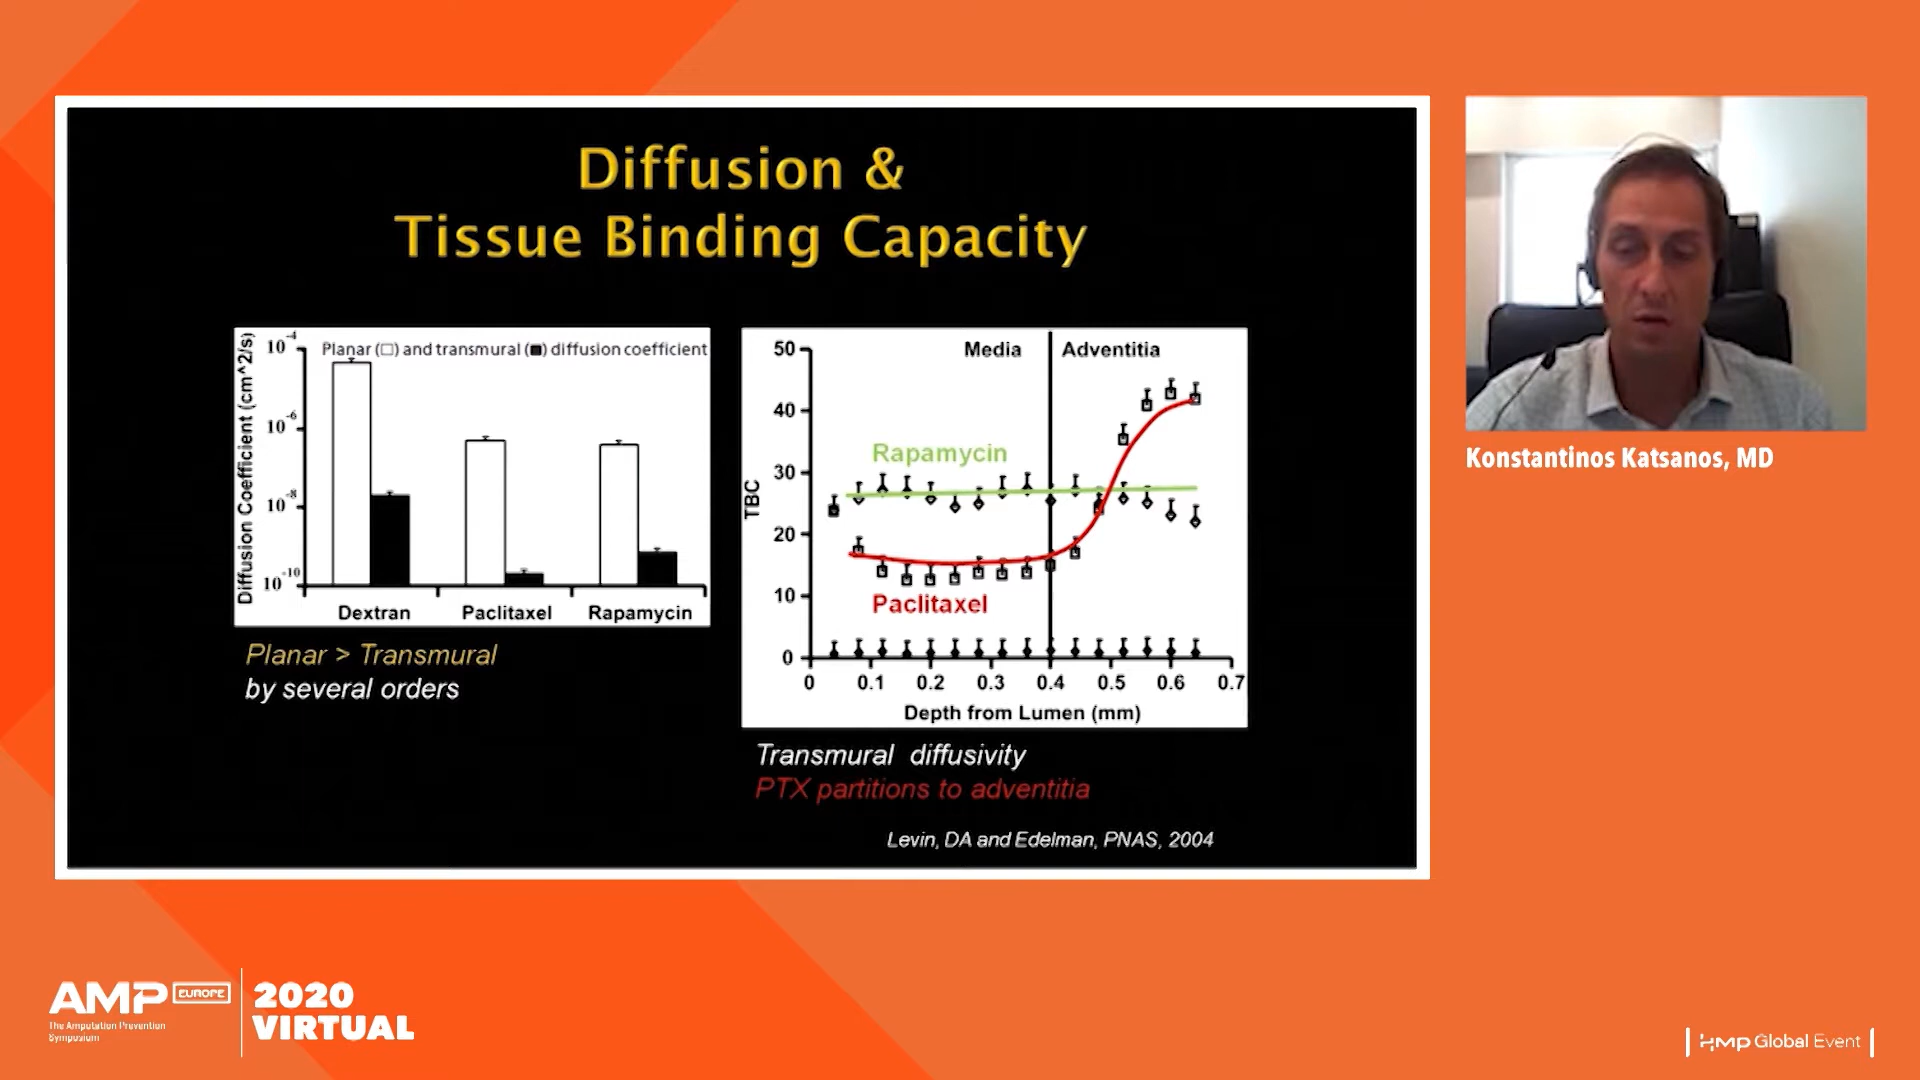 Diffusion &
Tissue Binding Capacity
Diffusion Coefficient (cm^2/s)
10-4
10-6
10-8
10-10
Planar (□) and transmural (■) diffusion coefficient
Dextran
Paclitaxel
Rapamycin
Planar > Transmural
by several orders
TBC
50
40
30
20
10
0
Media
Adventitia
Rapamycin
Paclitaxel
0 0.1 0.2 0.3 0.4 0.5 0.6 0.7
Depth from Lumen (mm)
Transmural diffusivity
PTX partitions to adventitia
Levin, DA and Edelman, PNAS, 2004
Konstantinos Katsanos, MD
AMP EUROPE
The Amputation Prevention
Symposium
2020
VIRTUAL
HMP Global Event